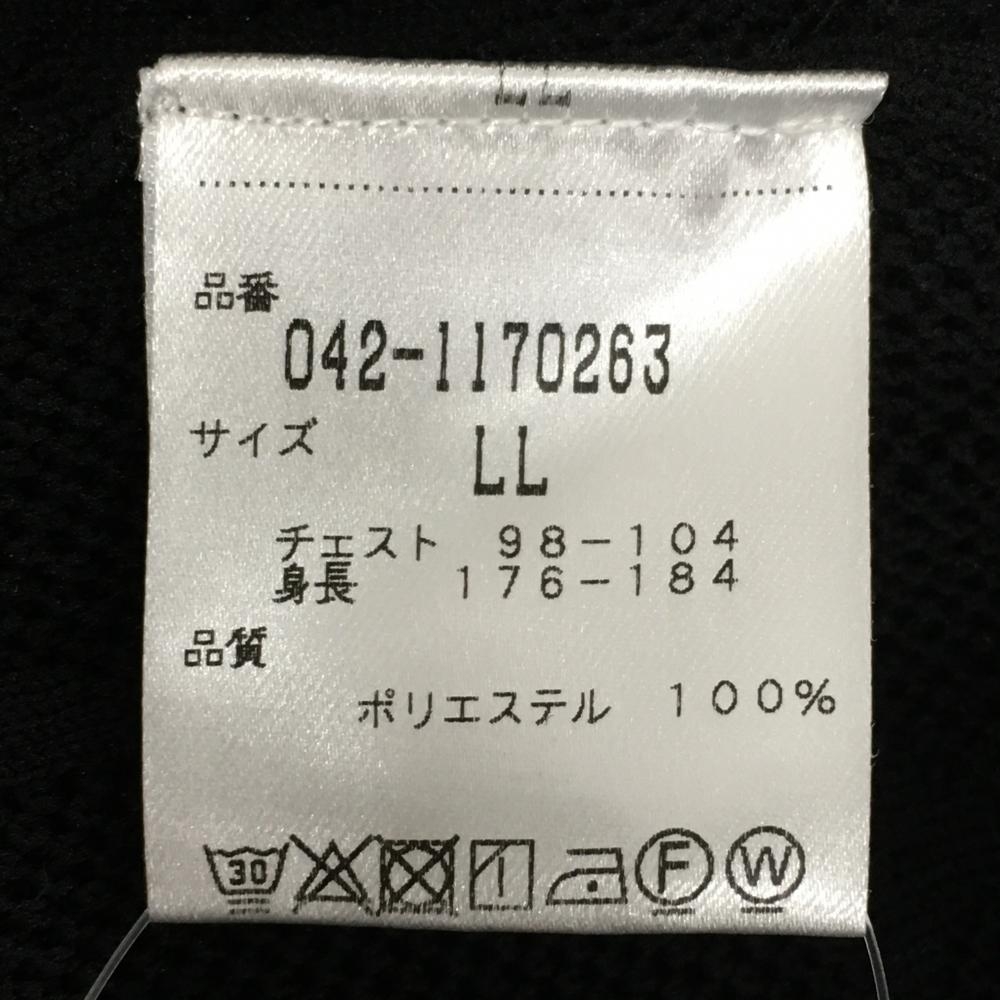 品番
042-1170263
サイズ LL
チェスト 98-104
身長 176-184
品質
ポリエステル 100%
30 F W